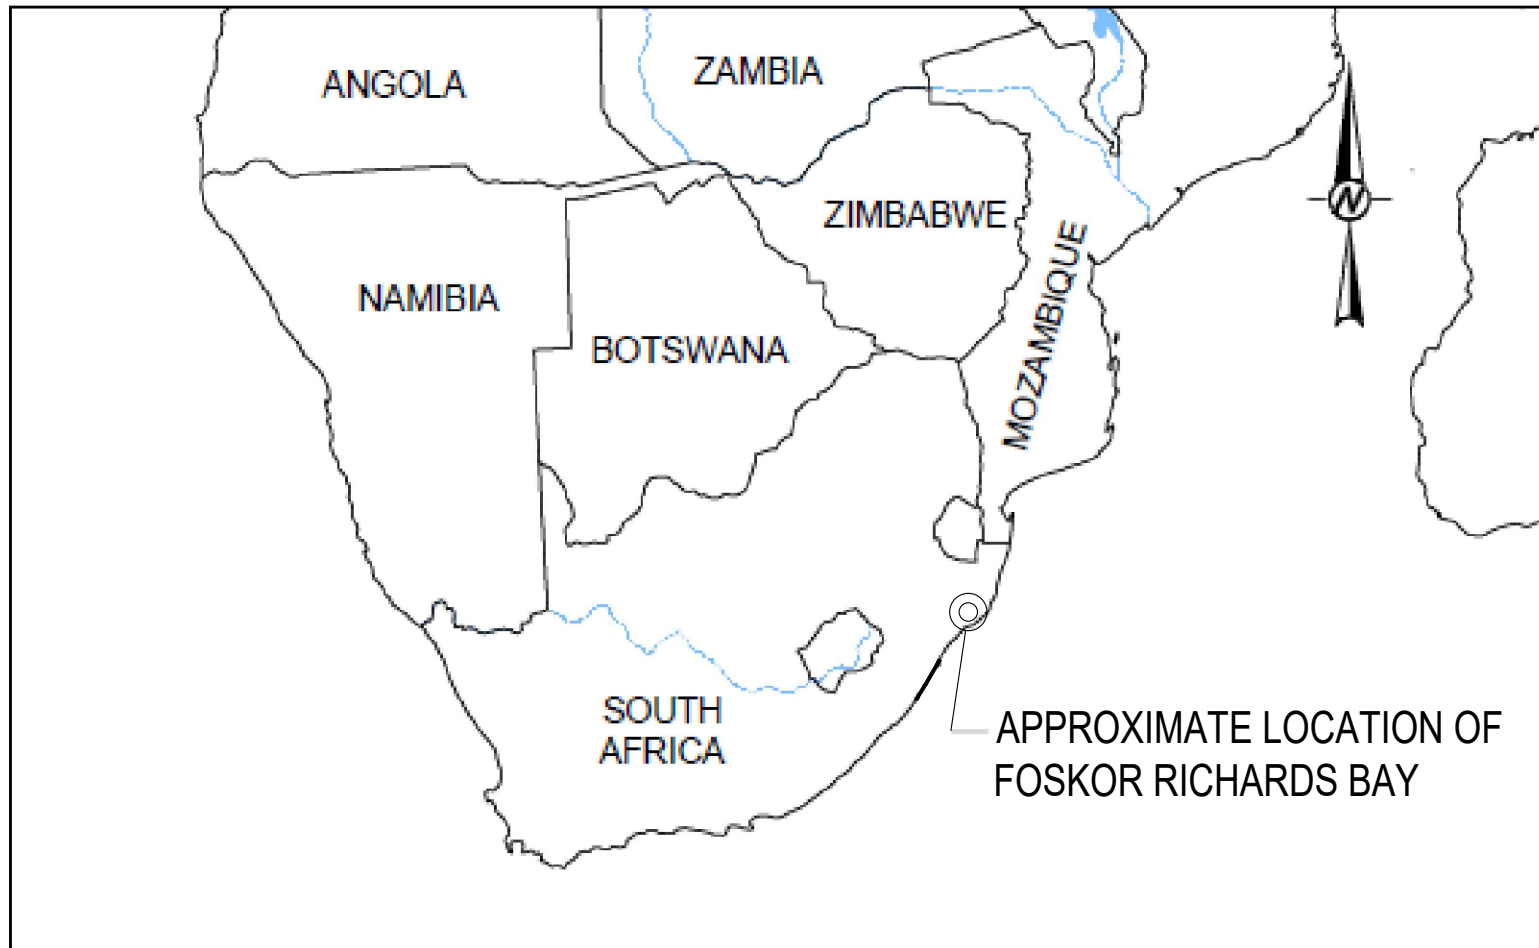 ANGOLA
ZAMBIA
ZIMBABWE
N
NAMIBIA
BOTSWANA
MOZAMBIQUE
SOUTH
AFRICA
APPROXIMATE LOCATION OF
FOSKOR RICHARDS BAY